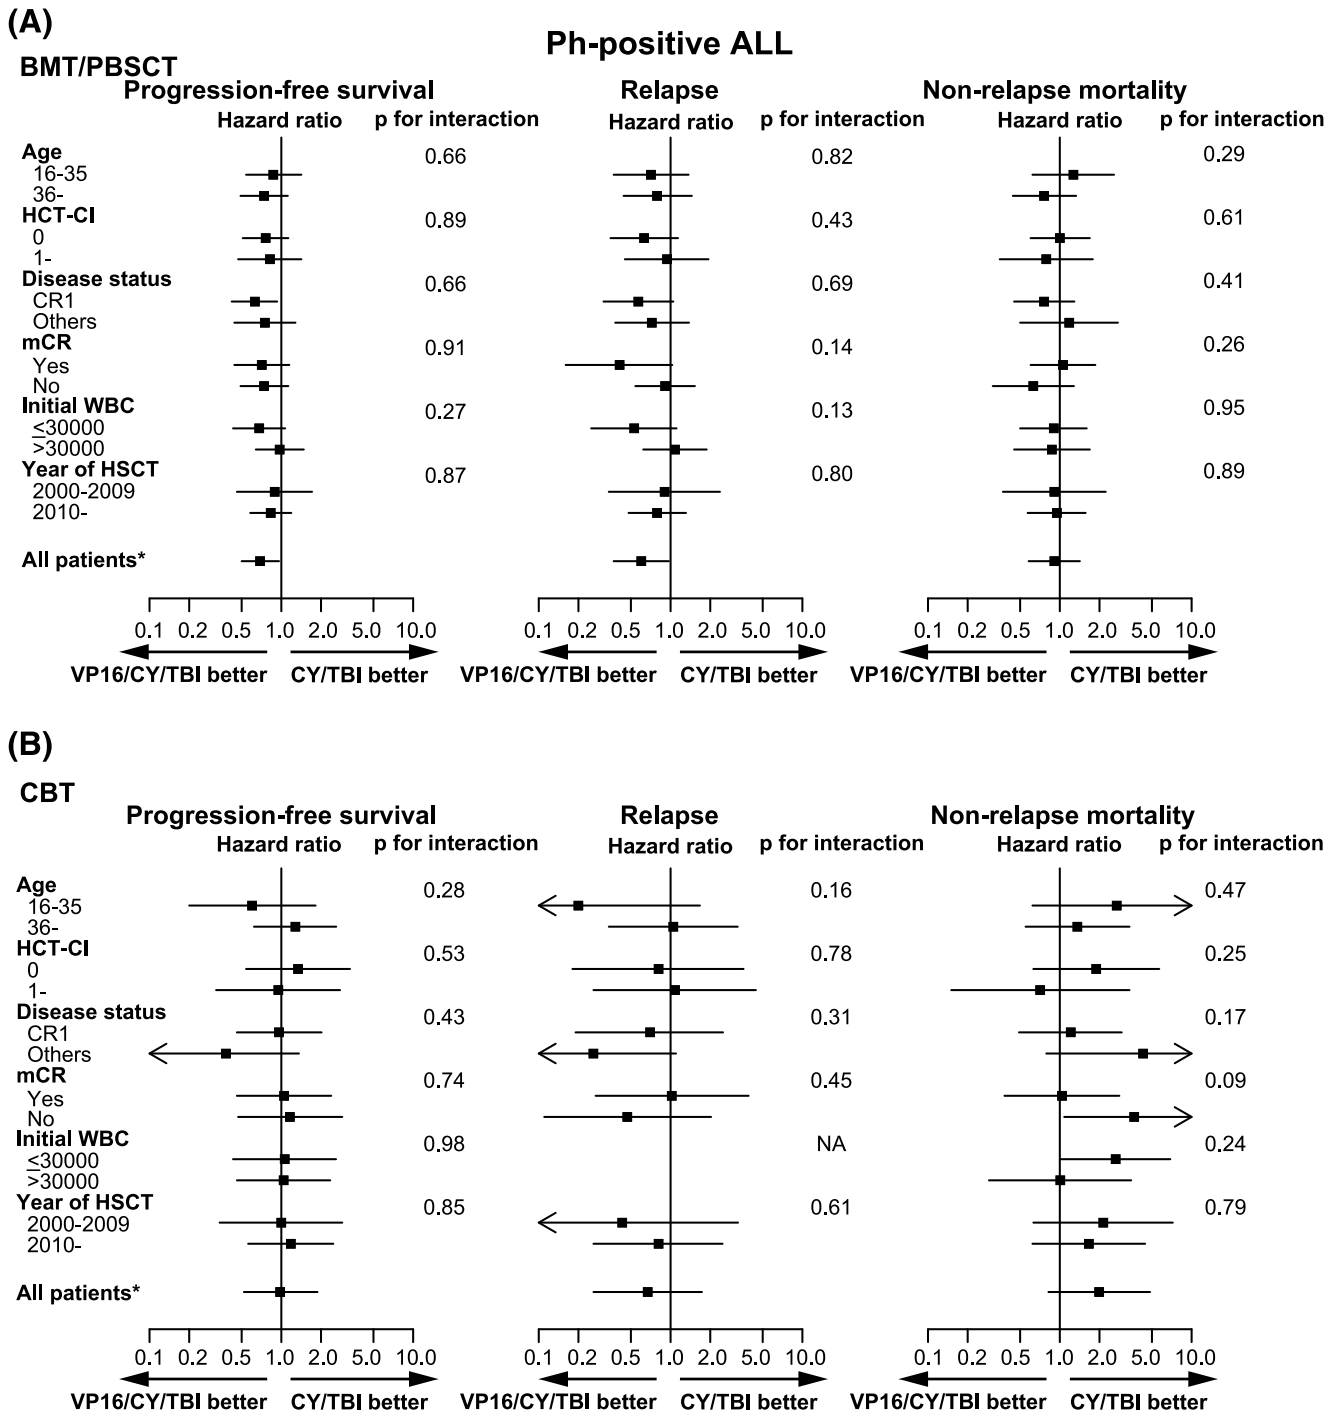 (A)
Ph-positive ALL
BMT/PBSCT
Progression-free survival Relapse Non-relapse mortality
Hazard ratio p for interaction Hazard ratio p for interaction Hazard ratio p for interaction
Age 0.66 0.82 0.29
16-35
36-
HCT-CI 0.89 0.43 0.61
0
1-
Disease status 0.66 0.69 0.41
CR1
Others
mCR 0.91 0.14 0.26
Yes
No
Initial WBC 0.27 0.13 0.95
≤30000
>30000
Year of HSCT 0.87 0.80 0.89
2000-2009
2010-
All patients*
0.1 0.2 0.5 1.0 2.0 5.0 10.0 0.1 0.2 0.5 1.0 2.0 5.0 10.0 0.1 0.2 0.5 1.0 2.0 5.0 10.0
VP16/CY/TBI better CY/TBI better VP16/CY/TBI better CY/TBI better VP16/CY/TBI better CY/TBI better
(B)
CBT
Progression-free survival Relapse Non-relapse mortality
Hazard ratio p for interaction Hazard ratio p for interaction Hazard ratio p for interaction
Age 0.28 0.16 0.47
16-35
36-
HCT-CI 0.53 0.78 0.25
0
1-
Disease status 0.43 0.31 0.17
CR1
Others
mCR 0.74 0.45 0.09
Yes
No
Initial WBC 0.98 NA 0.24
≤30000
>30000
Year of HSCT 0.85 0.61 0.79
2000-2009
2010-
All patients*
0.1 0.2 0.5 1.0 2.0 5.0 10.0 0.1 0.2 0.5 1.0 2.0 5.0 10.0 0.1 0.2 0.5 1.0 2.0 5.0 10.0
VP16/CY/TBI better CY/TBI better VP16/CY/TBI better CY/TBI better VP16/CY/TBI better CY/TBI better